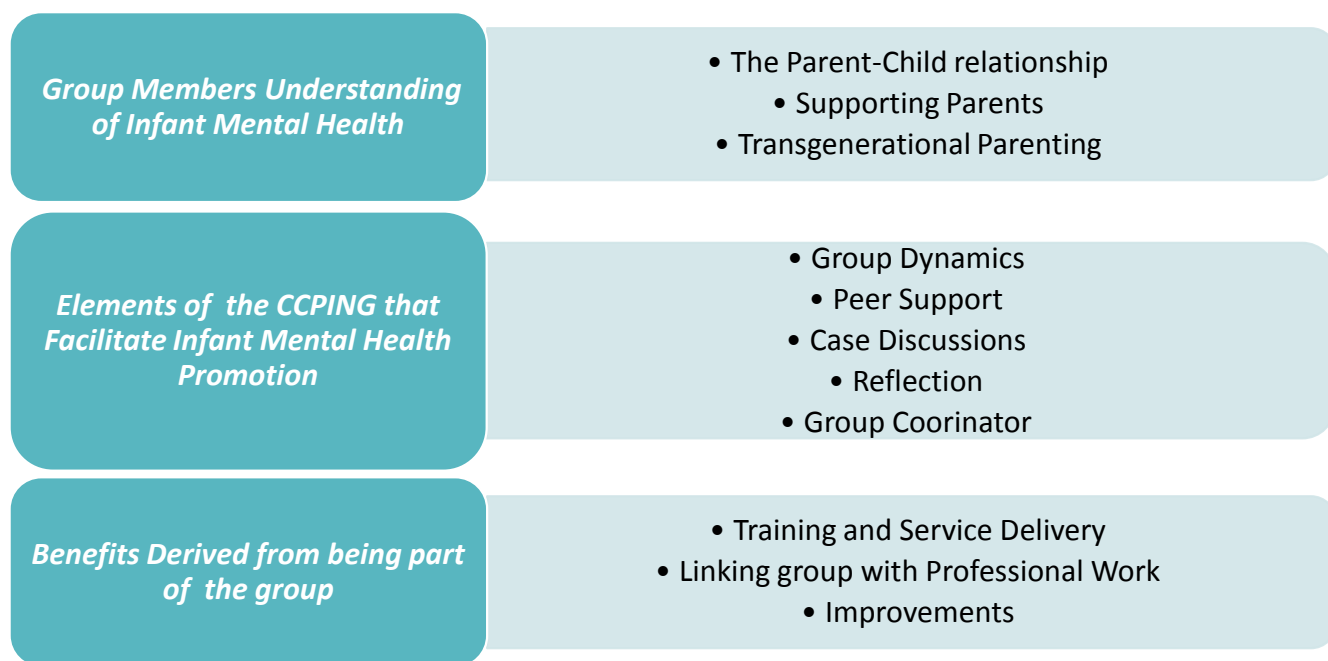 Group Members Understanding
of Infant Mental Health
• The Parent-Child relationship
• Supporting Parents
• Transgenerational Parenting
Elements of the CCPING that
Facilitate Infant Mental Health
Promotion
• Group Dynamics
• Peer Support
• Case Discussions
• Reflection
• Group Coorinator
Benefits Derived from being part
of the group
• Training and Service Delivery
• Linking group with Professional Work
• Improvements